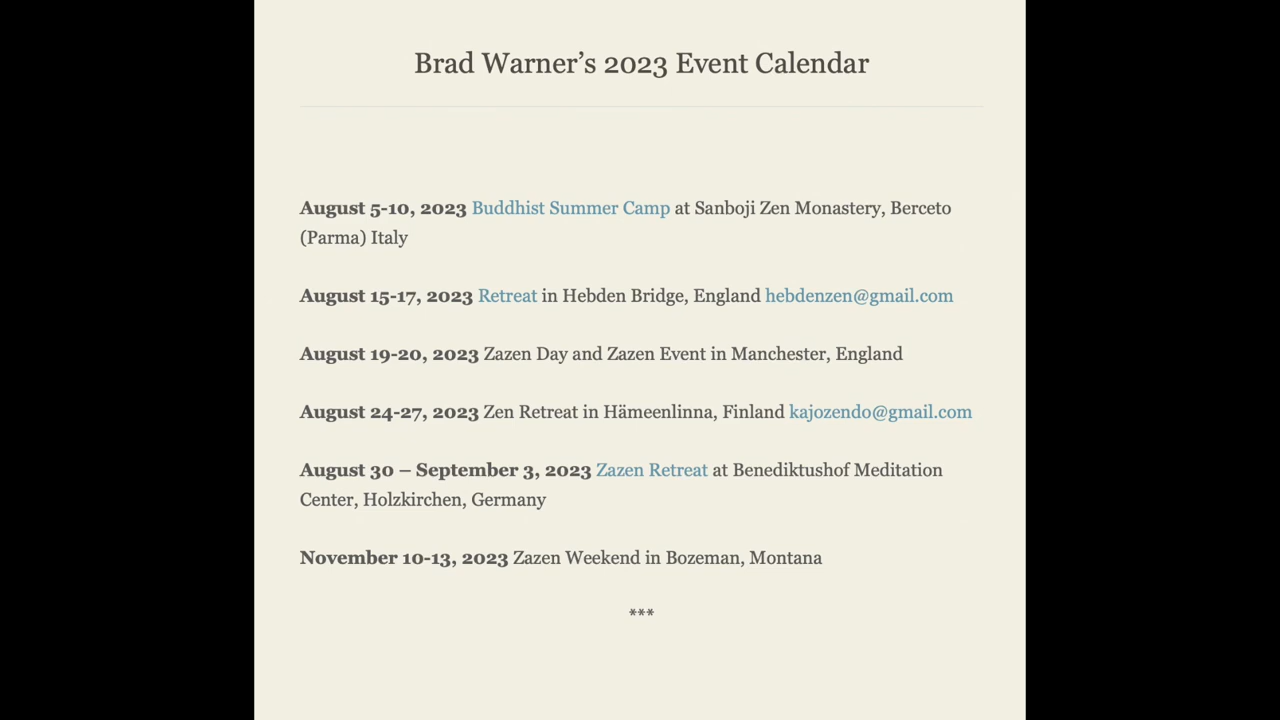 Brad Warner’s 2023 Event Calendar
August 5-10, 2023 Buddhist Summer Camp at Sanboji Zen Monastery, Berceto
(Parma) Italy
August 15-17, 2023 Retreat in Hebden Bridge, England hebdenzen@gmail.com
August 19-20, 2023 Zazen Day and Zazen Event in Manchester, England
August 24-27, 2023 Zen Retreat in Hämeenlinna, Finland kajozendo@gmail.com
August 30 – September 3, 2023 Zazen Retreat at Benediktushof Meditation
Center, Holzkirchen, Germany
November 10-13, 2023 Zazen Weekend in Bozeman, Montana
***